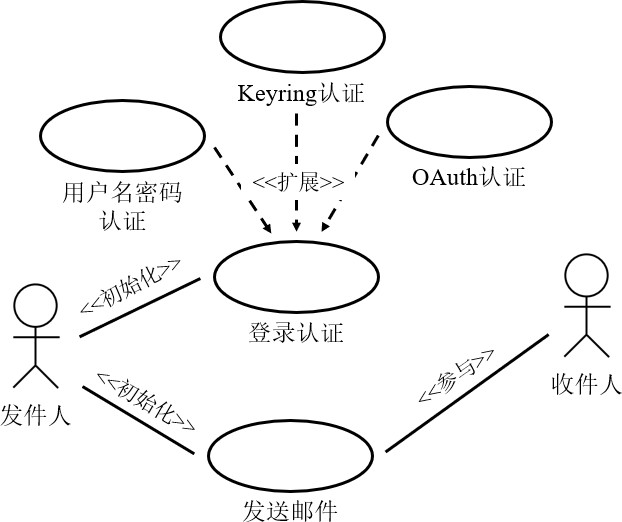 Keyring认证
用户名密码
认证
<<扩展>>
OAuth认证
<<初始化>>
登录认证
<<参与>>
发件人
<<初始化>>
收件人
发送邮件